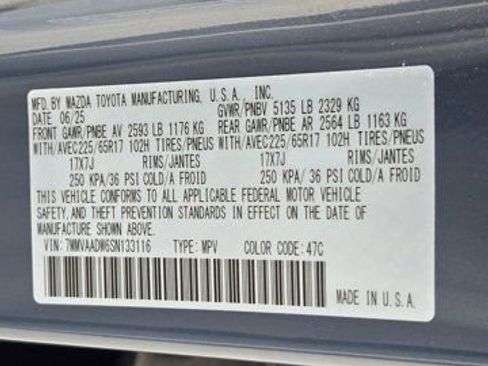 MFD. BY MAZDA TOYOTA MANUFACTURING, U.S.A., INC.
DATE 06/25 GVWR/PNBV 5135 LB 2329 KG
FRONT GAWR/PNBE AV 2593 LB 1176 KG REAR GAWR/PNBE AR 2564 LB 1163 KG
WITH/AVEC225/65R17 102H TIRES/PNEUS WITH/AVEC225/65R17 102H TIRES/PNEUS
17X7J RIMS/JANTES 17X7J RIMS/JANTES
250 KPA/ 36 PSI COLD/A FROID 250 KPA/ 36 PSI COLD/A FROID
THIS VEHICLE CONFORMS TO ALL APPLICABLE FEDERAL MOTOR VEHICLE
SAFETY, AND THEFT PREVENTION STANDARDS IN EFFECT ON THE DATE OF
MANUFACTURE SHOWN ABOVE.
VIN: 7MMVAADW6SN133116 TYPE: MPV COLOR CODE: 47C
MADE IN U.S.A.